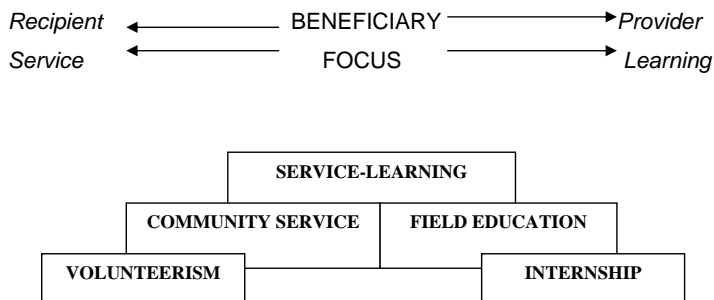 Recipient BENEFICIARY Provider
Service FOCUS Learning
SERVICE-LEARNING
COMMUNITY SERVICE FIELD EDUCATION
VOLUNTEERISM INTERNSHIP